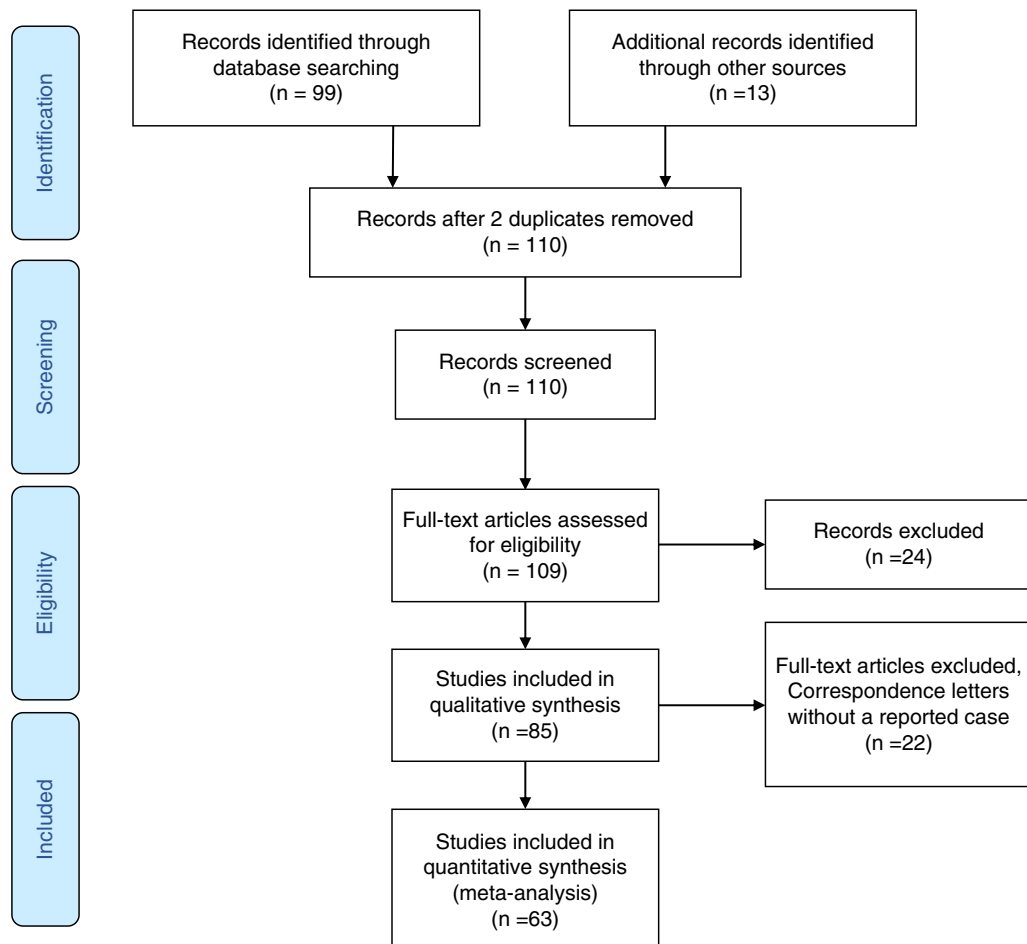 Identification
Records identified through
database searching
(n = 99)
Additional records identified
through other sources
(n =13)
Records after 2 duplicates removed
(n = 110)
Screening
Records screened
(n = 110)
Eligibility
Full-text articles assessed
for eligibility
(n = 109)
Records excluded
(n =24)
Studies included in
qualitative synthesis
(n =85)
Full-text articles excluded,
Correspondence letters
without a reported case
(n =22)
Included
Studies included in
quantitative synthesis
(meta-analysis)
(n =63)